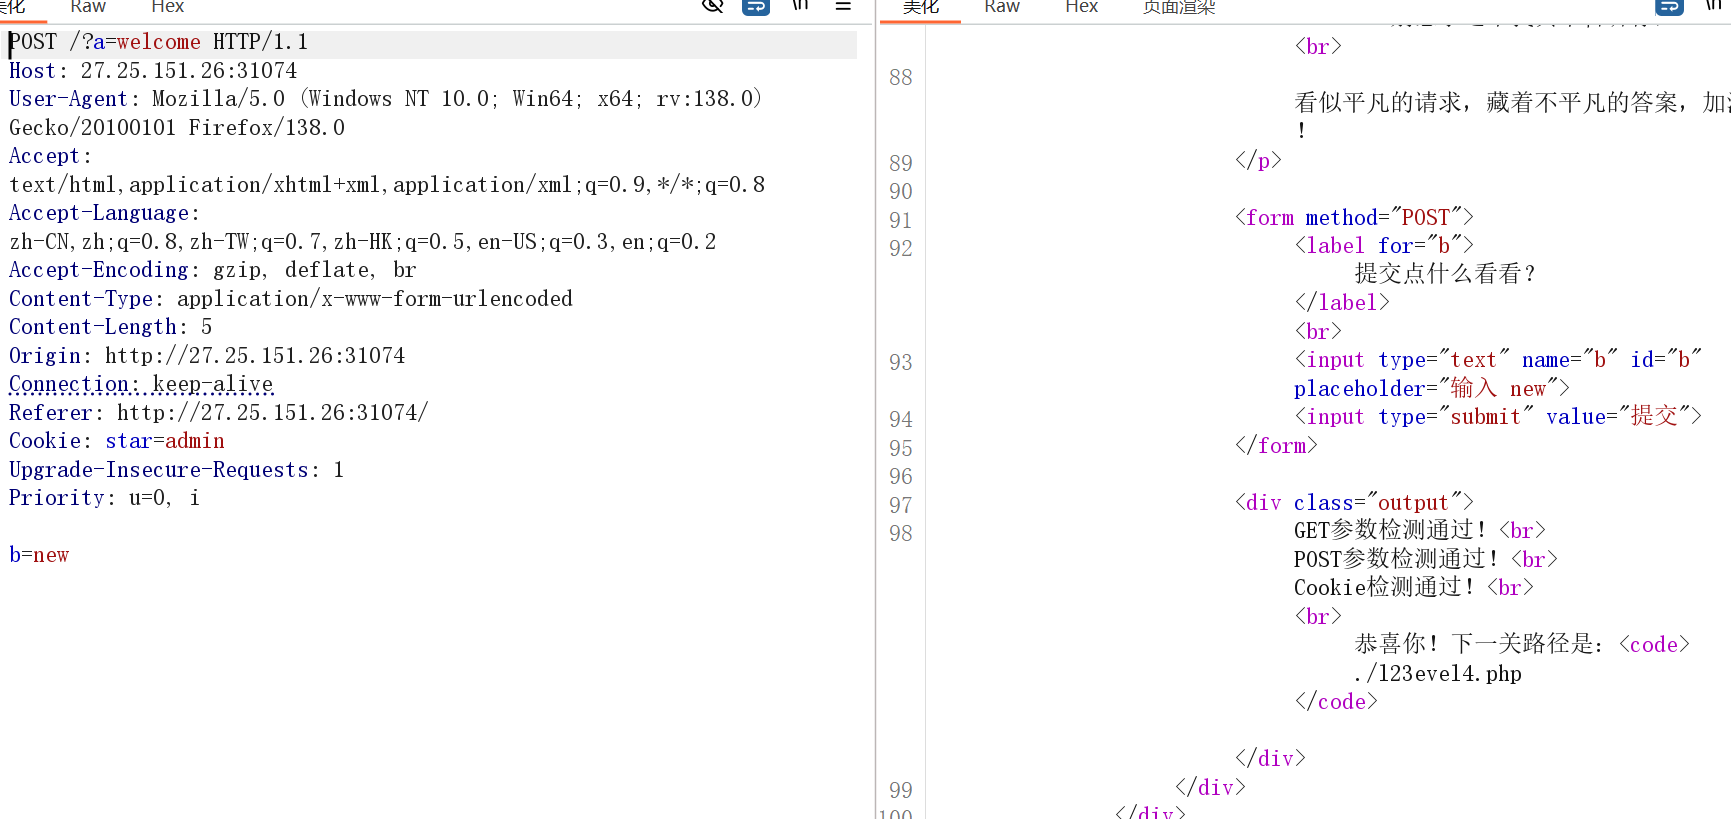 美化 Raw Hex \n
POST /?a=welcome HTTP/1.1
Host: 27.25.151.26:31074
User-Agent: Mozilla/5.0 (Windows NT 10.0; Win64; x64; rv:138.0)
Gecko/20100101 Firefox/138.0
Accept:
text/html,application/xhtml+xml,application/xml;q=0.9,*/*;q=0.8
Accept-Language:
zh-CN,zh;q=0.8,zh-TW;q=0.7,zh-HK;q=0.5,en-US;q=0.3,en;q=0.2
Accept-Encoding: gzip, deflate, br
Content-Type: application/x-www-form-urlencoded
Content-Length: 5
Origin: http://27.25.151.26:31074
Connection: keep-alive
Referer: http://27.25.151.26:31074/
Cookie: star=admin
Upgrade-Insecure-Requests: 1
Priority: u=0, i
b=new
美化 Raw Hex 页面渲染 \n
<br>
88
看似平凡的请求，藏着不平凡的答案，加油
！
89 </p>
90
91 <form method="POST">
92 <label for="b">
提交点什么看看？
</label>
<br>
93 <input type="text" name="b" id="b"
placeholder="输入 new">
94 <input type="submit" value="提交">
95 </form>
96
97 <div class="output">
98 GET参数检测通过！<br>
POST参数检测通过！<br>
Cookie检测通过！<br>
<br>
恭喜你！下一关路径是：<code>
./l23evel4.php
</code>
</div>
99 </div>
100 </div>